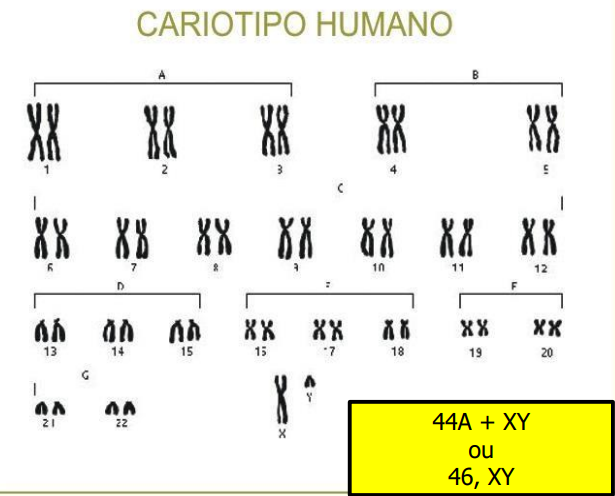 CARIOTIPO HUMANO
A B
1 2 3 4 5
C
6 7 8 9 10 11 12
D F F
13 14 15 16 17 18 19 20
G
21 22 X Y
44A + XY
ou
46, XY